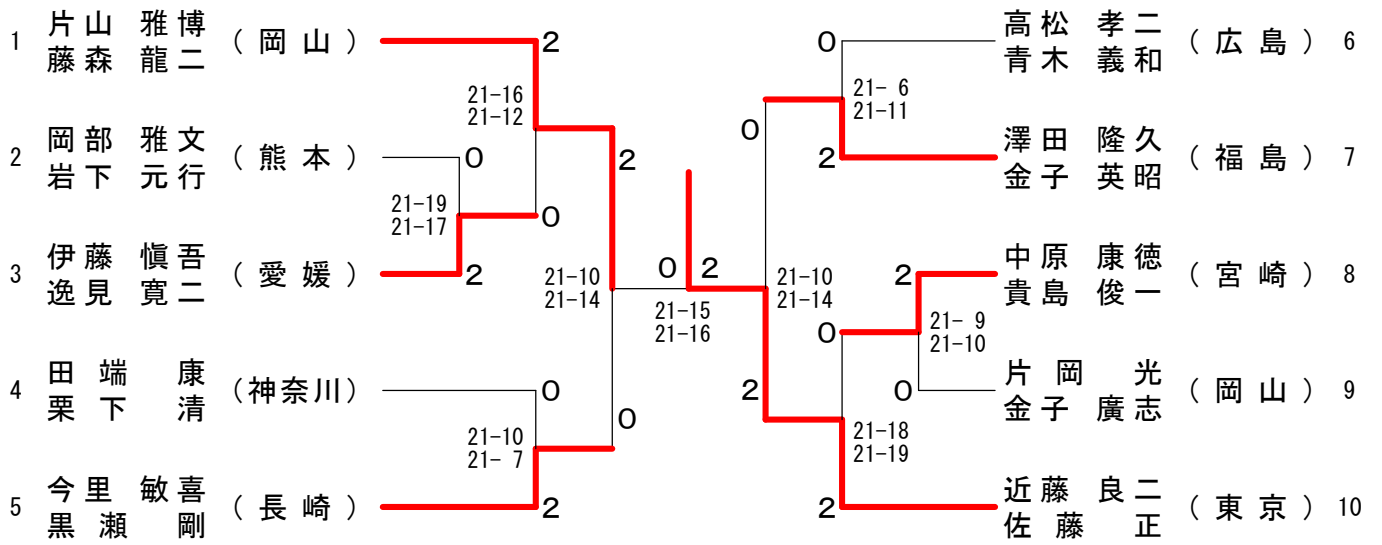 1 片山 雅博 (岡山)
藤森 龍二
2
21-16
21-12
2 岡部 雅文 (熊本)
岩下 元行
0
2
21-19
21-17
0
3 伊藤 愼吾 (愛媛)
逸見 寛二
2
21-10
21-14
4 田端 康 (神奈川)
栗下 清
0
0
21-10
21- 7
5 今里 敏喜 (長崎)
黒瀬 剛
2
0 2
21-15
21-16
高松 孝二 (広島) 6
青木 義和
0
21- 6
21-11
0
澤田 隆久 (福島) 7
金子 英昭
2
21-10
21-14
中原 康徳 (宮崎) 8
貴島 俊一
2
0
21- 9
21-10
片岡 光 (岡山) 9
金子 廣志
0
2
21-18
21-19
近藤 良二 (東京) 10
佐藤 正
2